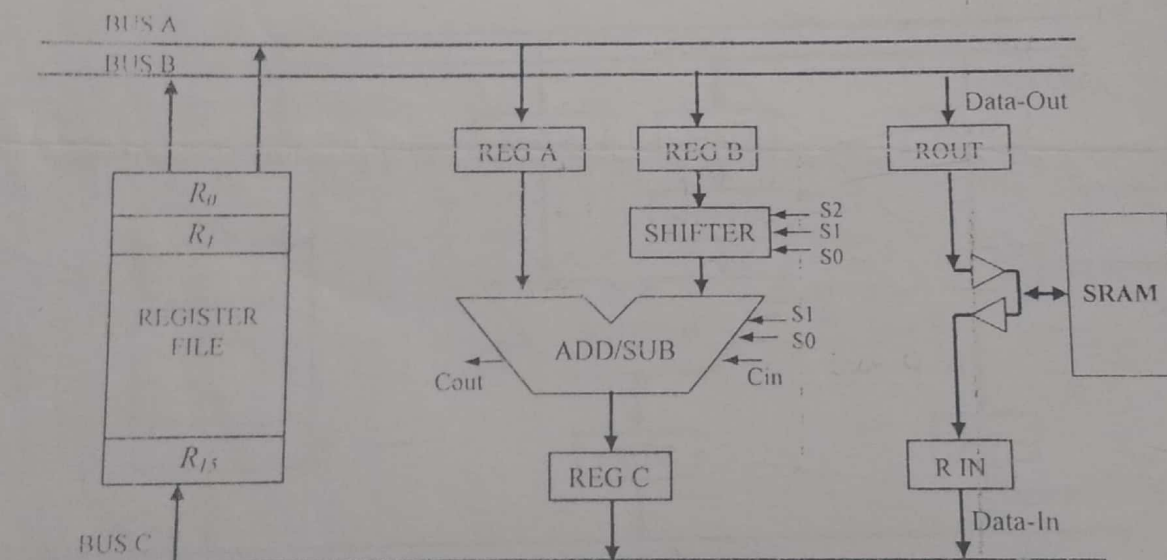 BUS A
BUS B
Data-Out
REG A
REG B
ROUT
R0
S2
R1
SHIFTER
S1
S0
SRAM
REGISTER
FILE
S1
ADD/SUB
S0
Cout
Cin
R15
REG C
R IN
Data-In
BUS C